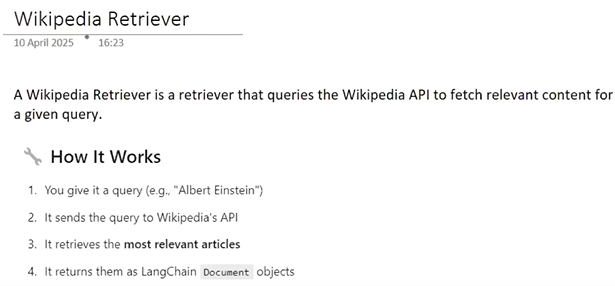 Wikipedia Retriever
10 April 2025 16:23
A Wikipedia Retriever is a retriever that queries the Wikipedia API to fetch relevant content for
a given query.
How It Works
1. You give it a query (e.g., "Albert Einstein")
2. It sends the query to Wikipedia's API
3. It retrieves the most relevant articles
4. It returns them as LangChain Document objects